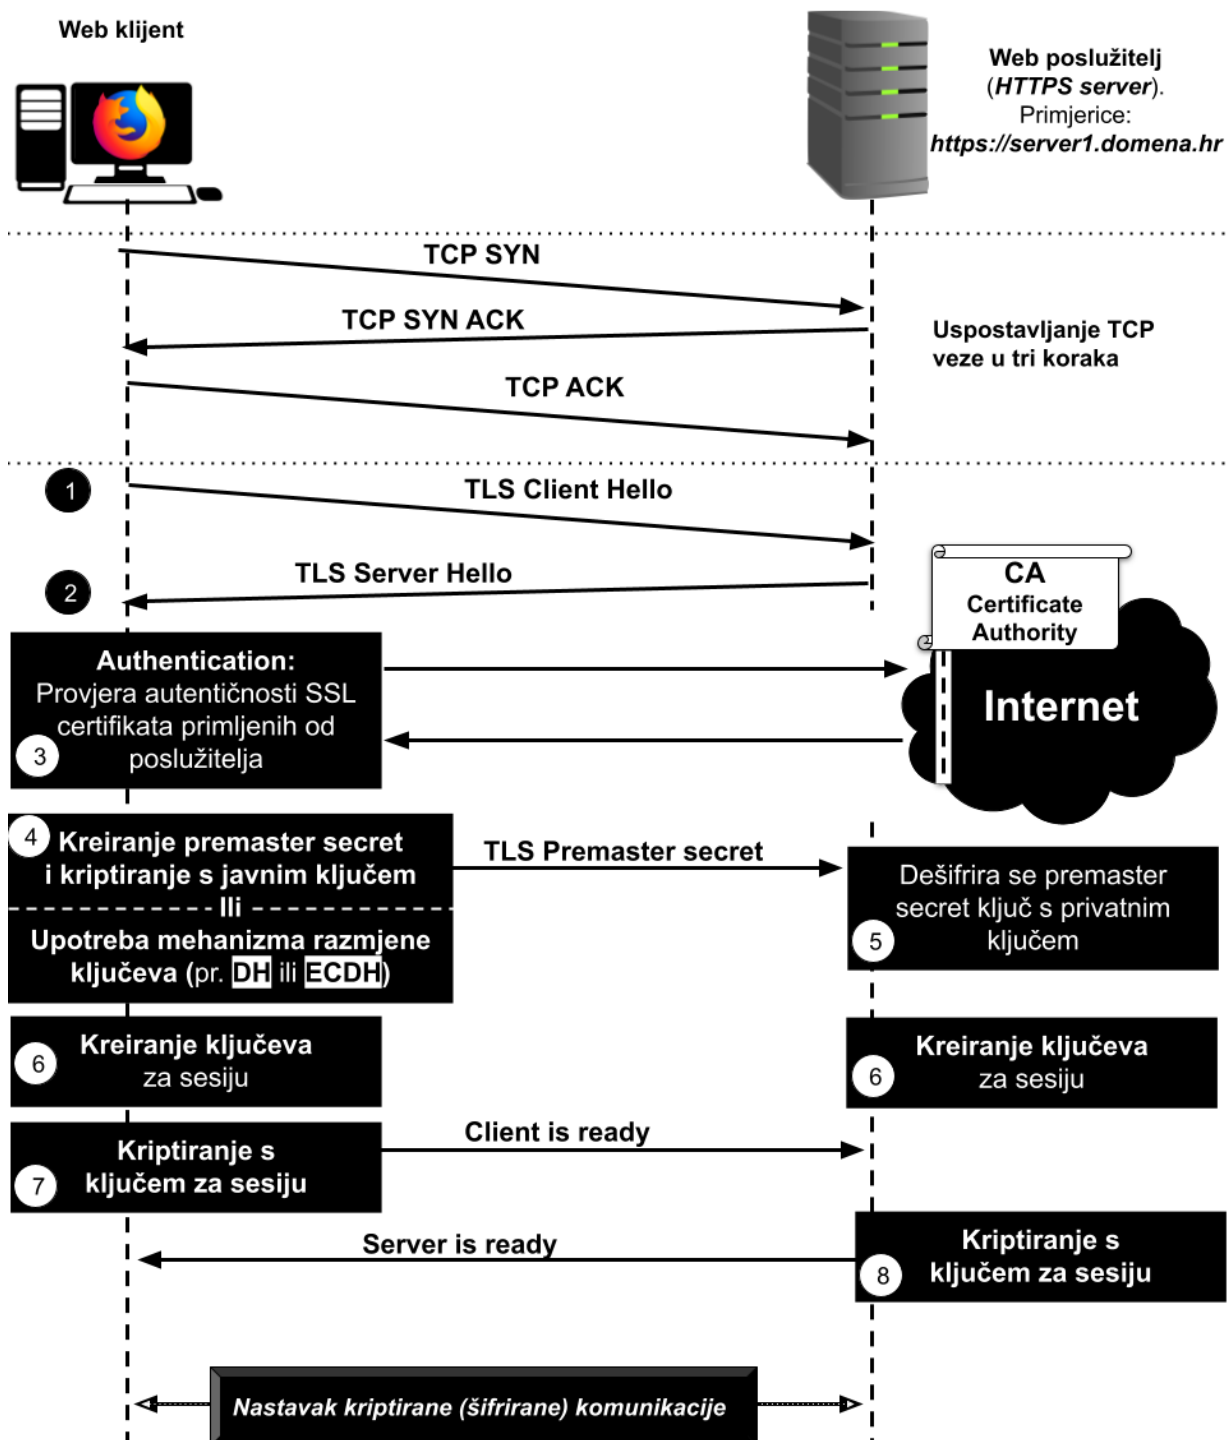 Web klijent
Web poslužitelj
(HTTPS server).
Primjerice:
https://server1.domena.hr
TCP SYN
TCP SYN ACK
Uspostavljanje TCP
veze u tri koraka
TCP ACK
1
TLS Client Hello
TLS Server Hello
2
CA
Certificate
Authority
Internet
Authentication:
Provjera autentičnosti SSL
certifikata primljenih od
poslužitelja
3
4
Kreiranje premaster secret
i kriptiranje s javnim ključem
Ili
Upotreba mehanizma razmjene
ključeva (pr. DH ili ECDH)
TLS Premaster secret
Dešifrira se premaster
secret ključ s privatnim
ključem
5
Kreiranje ključeva
za sesiju
6
Kreiranje ključeva
za sesiju
6
Kriptiranje s
ključem za sesiju
7
Client is ready
Server is ready
Kriptiranje s
ključem za sesiju
8
Nastavak kriptirane (šifrirane) komunikacije